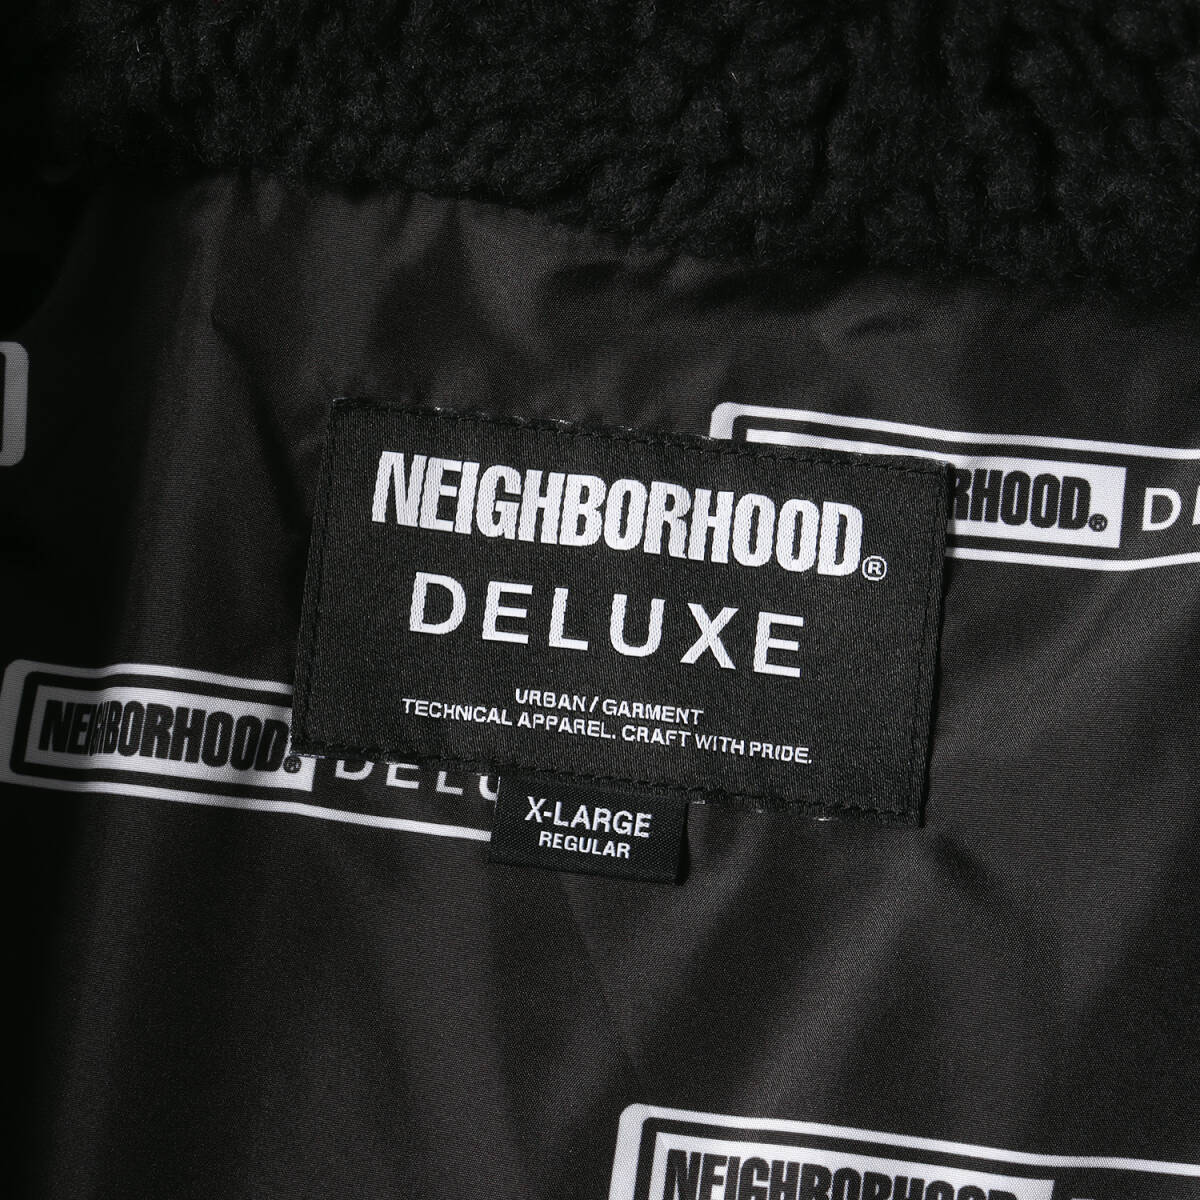 NEIGHBORHOOD®
DELUXE
URBAN / GARMENT
TECHNICAL APPAREL. CRAFT WITH PRIDE.
X-LARGE
REGULAR
RHOOD.® D
NEIGHBORHOOD.® DELU
NEIGHBORHOOD